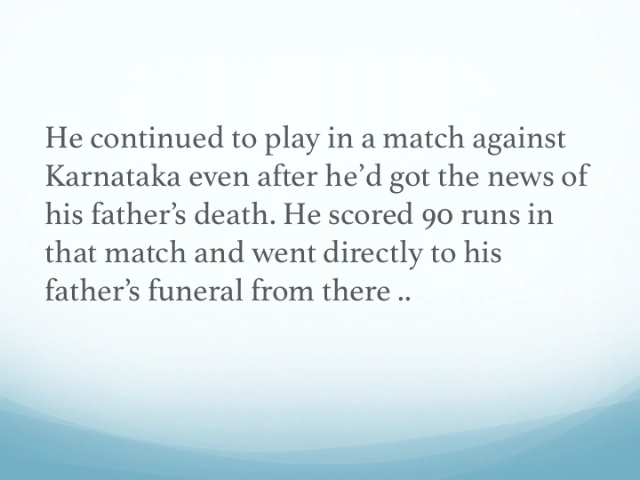 He continued to play in a match against
Karnataka even after he’d got the news of
his father’s death. He scored 90 runs in
that match and went directly to his
father’s funeral from there ..